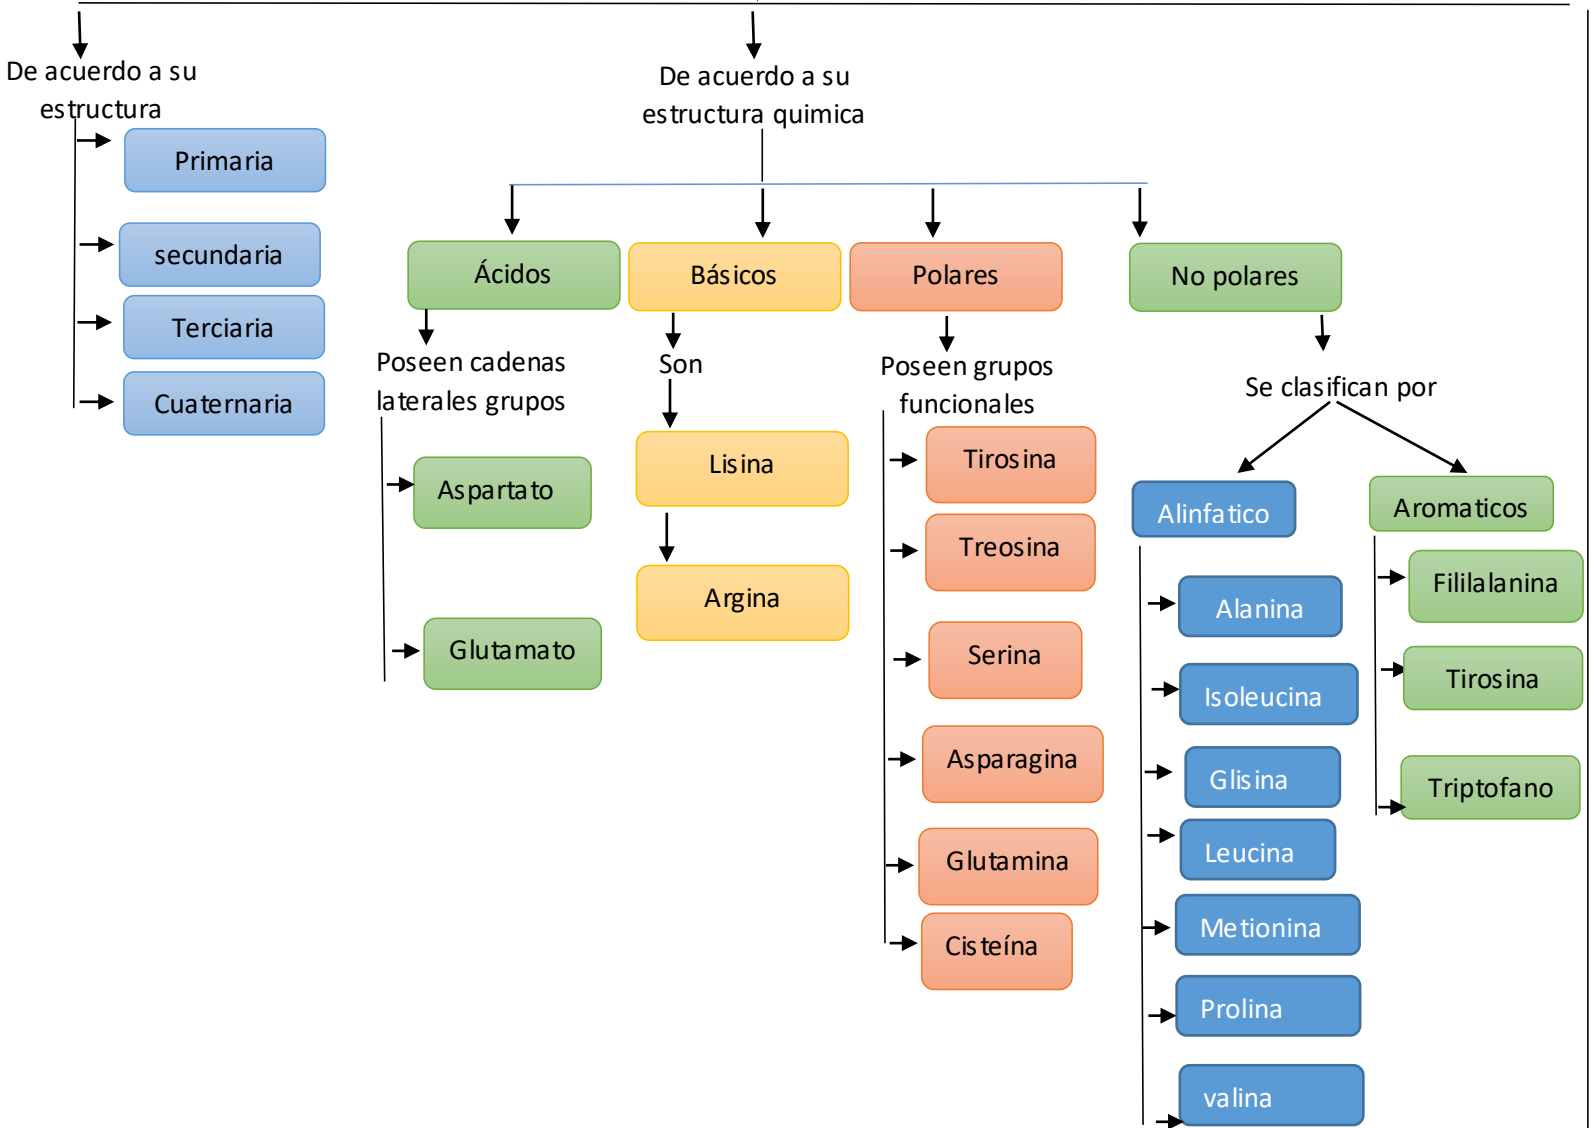 De acuerdo a su
estructura
Primaria
secundaria
Terciaria
Cuaternaria
De acuerdo a su
estructura quimica
Ácidos
Poseen cadenas
laterales grupos
Aspartato
Glutamato
Básicos
Son
Lisina
Argina
Polares
Poseen grupos
funcionales
Tirosina
Treosina
Serina
Asparagina
Glutamina
Cisteína
No polares
Se clasifican por
Alinfatico
Alanina
Isoleucina
Glisina
Leucina
Metionina
Prolina
valina
Aromaticos
Fililalanina
Tirosina
Triptofano